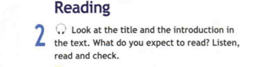 Reading
2 Look at the title and the introduction in
the text. What do you expect to read? Listen,
read and check.